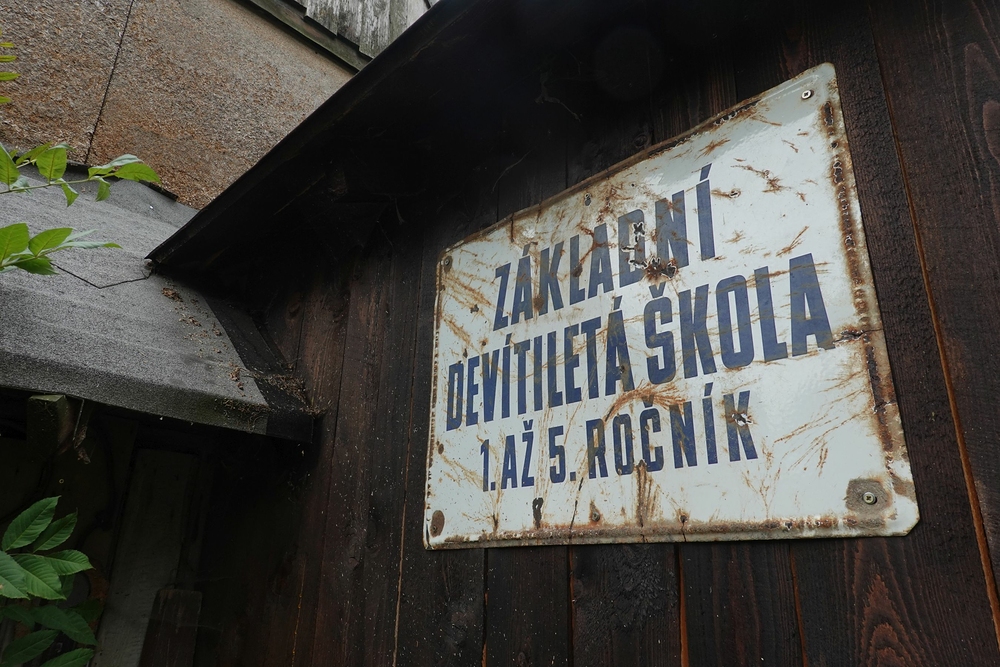 ZÁKLADNÍ
DEVÍTILETÁ ŠKOLA
1. AŽ 5. ROČNÍK